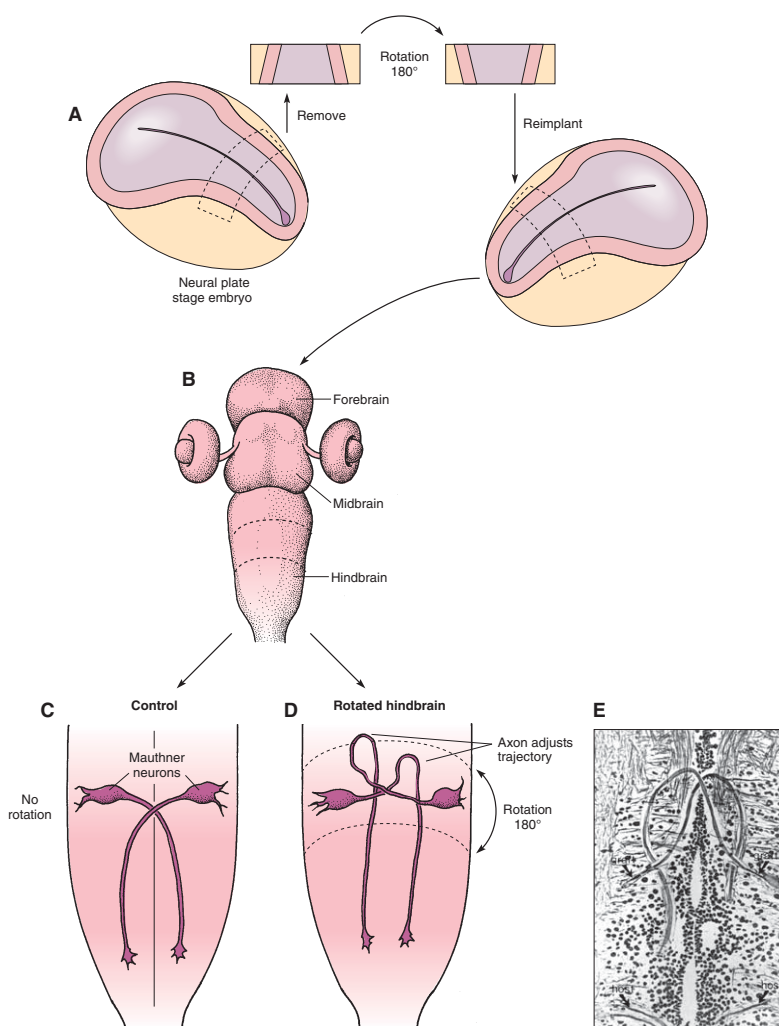 Rotation
180°
A
Remove
Reimplant
Neural plate
stage embryo
B
Forebrain
Midbrain
Hindbrain
C
Control
D
Rotated hindbrain
E
Mauthner
neurons
Axon adjusts
trajectory
No
rotation
Rotation
180°